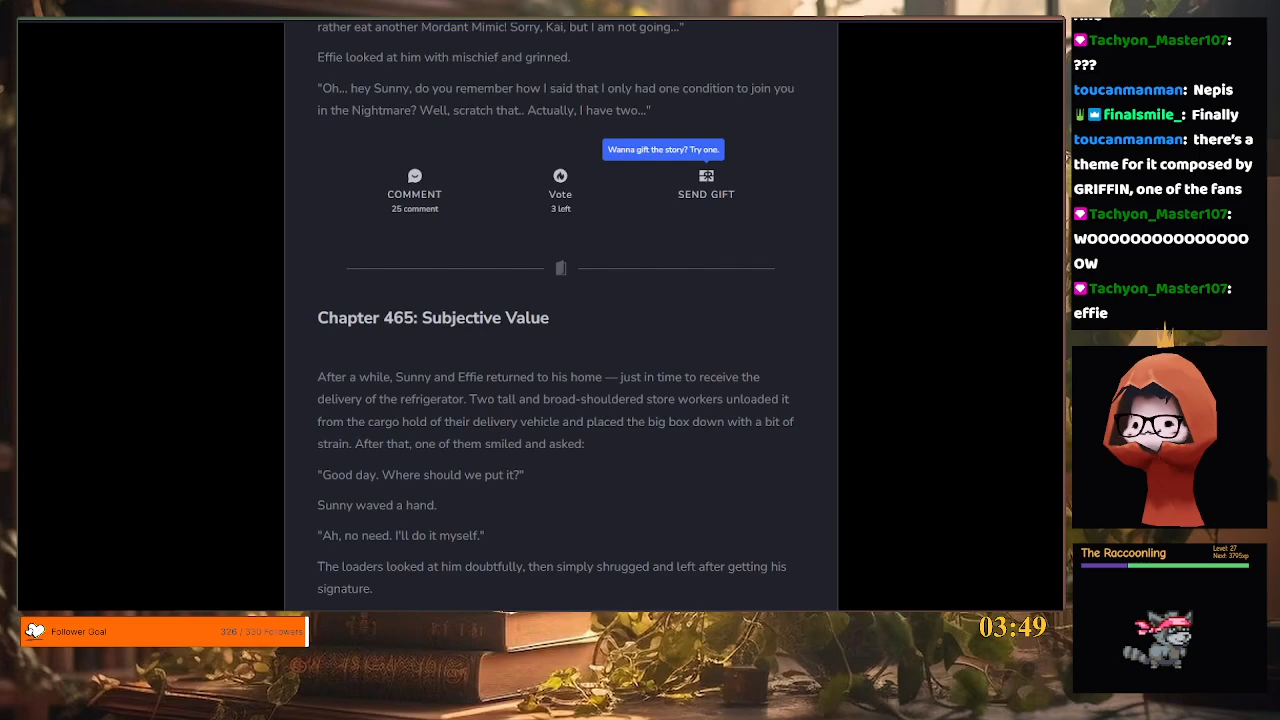 rather eat another Mordant Mimic! Sorry, Kai, but I am not going..."
Effie looked at him with mischief and grinned.
"Oh... hey Sunny, do you remember how I said that I only had one condition to join you
in the Nightmare? Well, scratch that.. Actually, I have two..."
Wanna gift the story? Try one.
COMMENT
25 comment
Vote
3 left
SEND GIFT
Chapter 465: Subjective Value
After a while, Sunny and Effie returned to his home — just in time to receive the
delivery of the refrigerator. Two tall and broad-shouldered store workers unloaded it
from the cargo hold of their delivery vehicle and placed the big box down with a bit of
strain. After that, one of them smiled and asked:
"Good day. Where should we put it?"
Sunny waved a hand.
"Ah, no need. I'll do it myself."
The loaders looked at him doubtfully, then simply shrugged and left after getting his
signature.
Follower Goal
326 / 330 Followers
03:49
Tachyon_Master107:
???
toucanmanman: Nepis
finalsmile_: Finally
toucanmanman: there's a
theme for it composed by
GRIFFIN, one of the fans
Tachyon_Master107:
WOOOOOOOOOOOOOOO
OW
Tachyon_Master107:
effie
The Raccoonling
Level: 27
Next: 3795xp